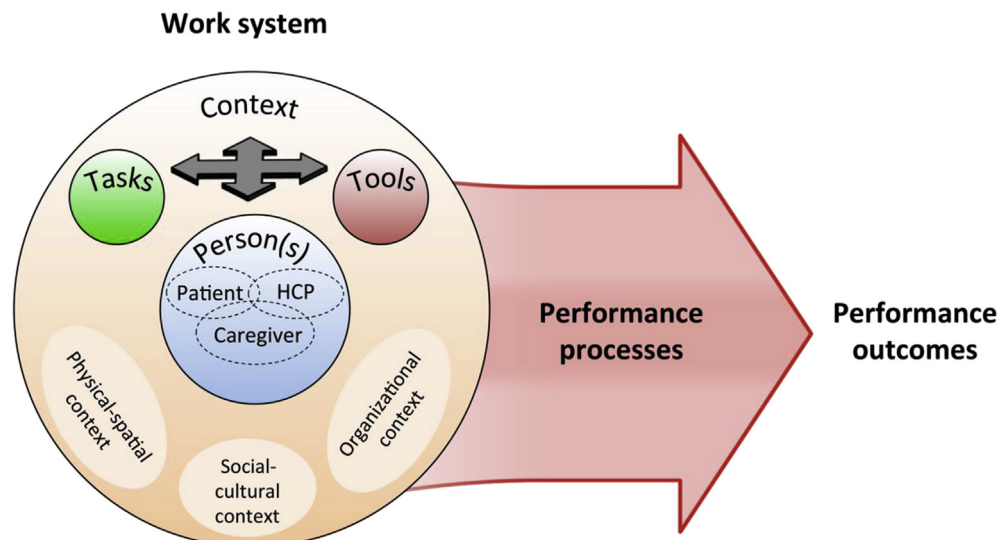 Work system
Context
Tasks
Tools
Person(s)
Patient
HCP
Caregiver
Physical-spatial
context
Social-
cultural
context
Organizational
context
Performance
processes
Performance
outcomes